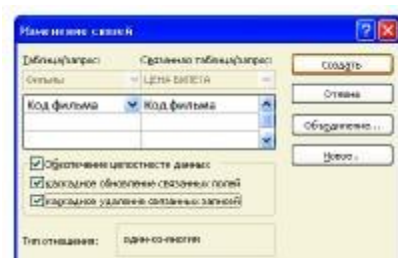 Изменение связей
Таблица/запрос: Связанная таблица/запрос:
Фильмы ЦЕНА БИЛЕТА
Создать
Код фильма Код фильма
Отмена
Объединение...
Новое..
Обеспечение целостности данных
каскадное обновление связанных полей
каскадное удаление связанных записей
Тип отношения: один-ко-многим